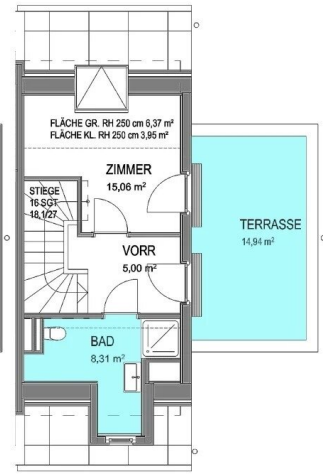 FLÄCHE GR. RH 250 cm 6,37 m²
FLÄCHE KL. RH 250 cm 3,95 m²
ZIMMER
15,06 m²
STIEGE
16 SGT
18,1/27
TERRASSE
14,94 m²
VORR
5,00 m²
BAD
8,31 m²